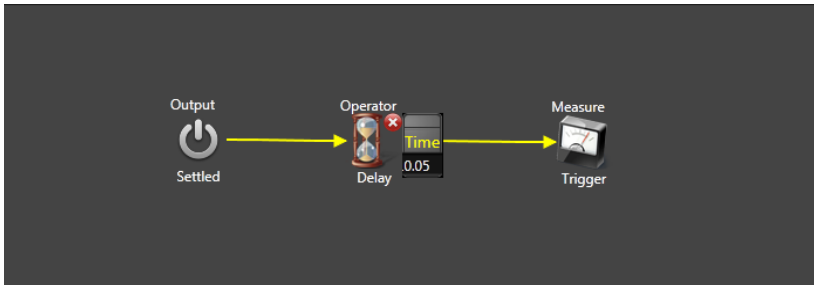 Output
Settled
Operator
Time
0.05
Delay
Measure
Trigger